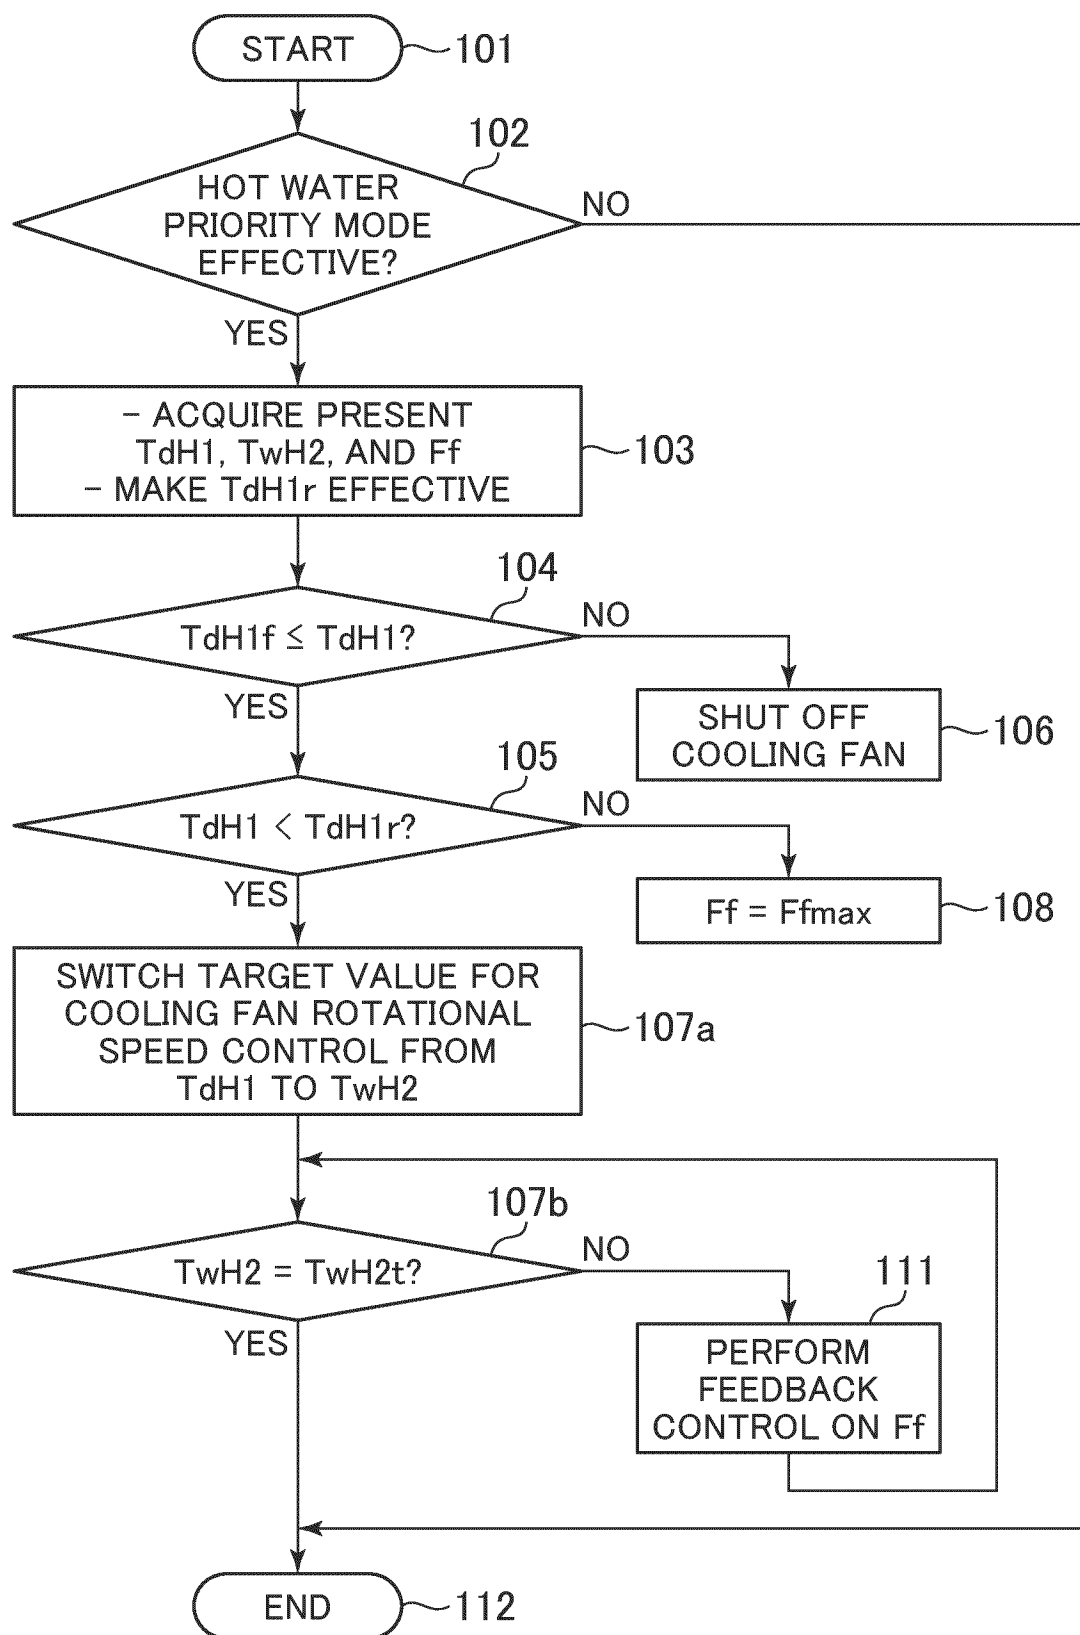 START
101
102
HOT WATER
PRIORITY MODE
EFFECTIVE?
NO
YES
– ACQUIRE PRESENT
TdH1, TwH2, AND Ff
– MAKE TdH1r EFFECTIVE
103
104
TdH1f ≤ TdH1?
NO
YES
SHUT OFF
COOLING FAN
106
105
TdH1 < TdH1r?
NO
YES
Ff = Ffmax
108
SWITCH TARGET VALUE FOR
COOLING FAN ROTATIONAL
SPEED CONTROL FROM
TdH1 TO TwH2
107a
107b
TwH2 = TwH2t?
NO
YES
111
PERFORM
FEEDBACK
CONTROL ON Ff
END
112